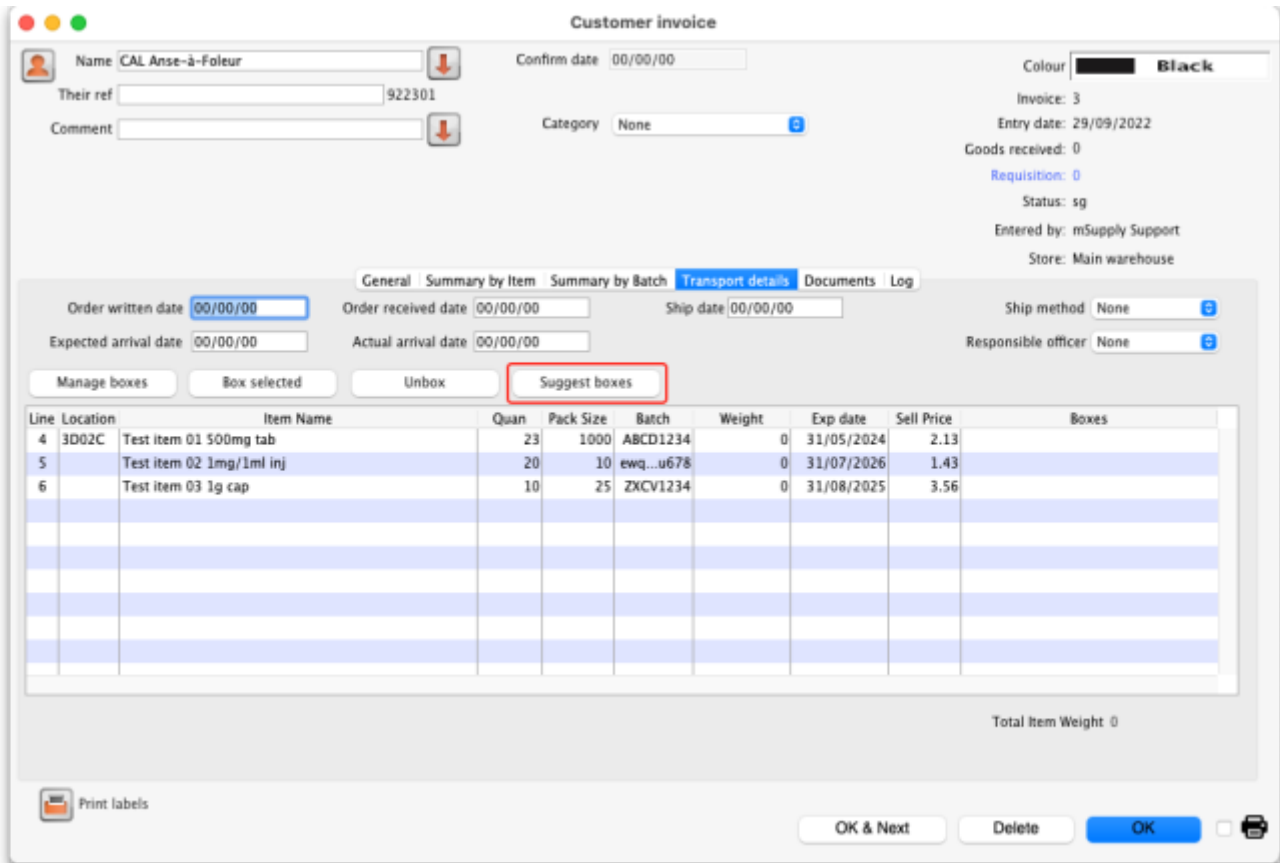 Customer invoice
Name CAL Anse-à-Foleur Confirm date 00/00/00 Colour Black
Their ref 922301 Invoice: 3
Comment Category None Entry date: 29/09/2022
Goods received: 0
Requisition: 0
Status: sg
Entered by: mSupply Support
Store: Main warehouse
General Summary by Item Summary by Batch Transport details Documents Log
Order written date 00/00/00 Order received date 00/00/00 Ship date 00/00/00 Ship method None
Expected arrival date 00/00/00 Actual arrival date 00/00/00 Responsible officer None
Manage boxes Box selected Unbox Suggest boxes
Line Location Item Name Quan Pack Size Batch Weight Exp date Sell Price Boxes
4 3D02C Test item 01 500mg tab 23 1000 ABCD1234 0 31/05/2024 2.13
5 Test item 02 1mg/1ml inj 20 10 ewq...u678 0 31/07/2026 1.43
6 Test item 03 1g cap 10 25 ZXCV1234 0 31/08/2025 3.56
Total Item Weight 0
Print labels
OK & Next Delete OK